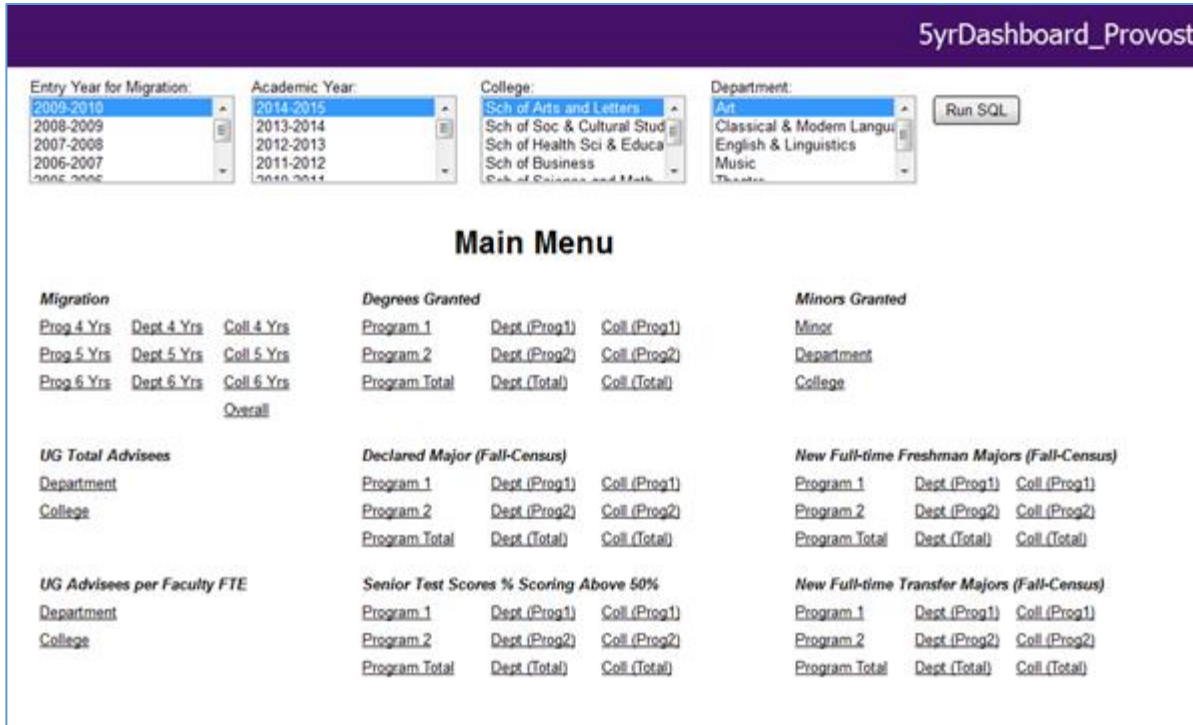 5yrDashboard_Provost
Entry Year for Migration: Academic Year: College: Department:
2009-2010 2014-2015 Sch of Arts and Letters Art Run SQL
2008-2009 2013-2014 Sch of Soc & Cultural Stud Classical & Modern Langua
2007-2008 2012-2013 Sch of Health Sci & Educa English & Linguistics
2006-2007 2011-2012 Sch of Business Music
2005-2006 2010-2011 Sch of Science and Math Theatre
Main Menu
Migration Degrees Granted Minors Granted
Prog 4 Yrs Dept 4 Yrs Coll 4 Yrs Program 1 Dept (Prog1) Coll (Prog1) Minor
Prog 5 Yrs Dept 5 Yrs Coll 5 Yrs Program 2 Dept (Prog2) Coll (Prog2) Department
Prog 6 Yrs Dept 6 Yrs Coll 6 Yrs Program Total Dept (Total) Coll (Total) College
Overall
UG Total Advisees Declared Major (Fall-Census) New Full-time Freshman Majors (Fall-Census)
Department Program 1 Dept (Prog1) Coll (Prog1) Program 1 Dept (Prog1) Coll (Prog1)
College Program 2 Dept (Prog2) Coll (Prog2) Program 2 Dept (Prog2) Coll (Prog2)
Program Total Dept (Total) Coll (Total) Program Total Dept (Total) Coll (Total)
UG Advisees per Faculty FTE Senior Test Scores % Scoring Above 50% New Full-time Transfer Majors (Fall-Census)
Department Program 1 Dept (Prog1) Coll (Prog1) Program 1 Dept (Prog1) Coll (Prog1)
College Program 2 Dept (Prog2) Coll (Prog2) Program 2 Dept (Prog2) Coll (Prog2)
Program Total Dept (Total) Coll (Total) Program Total Dept (Total) Coll (Total)